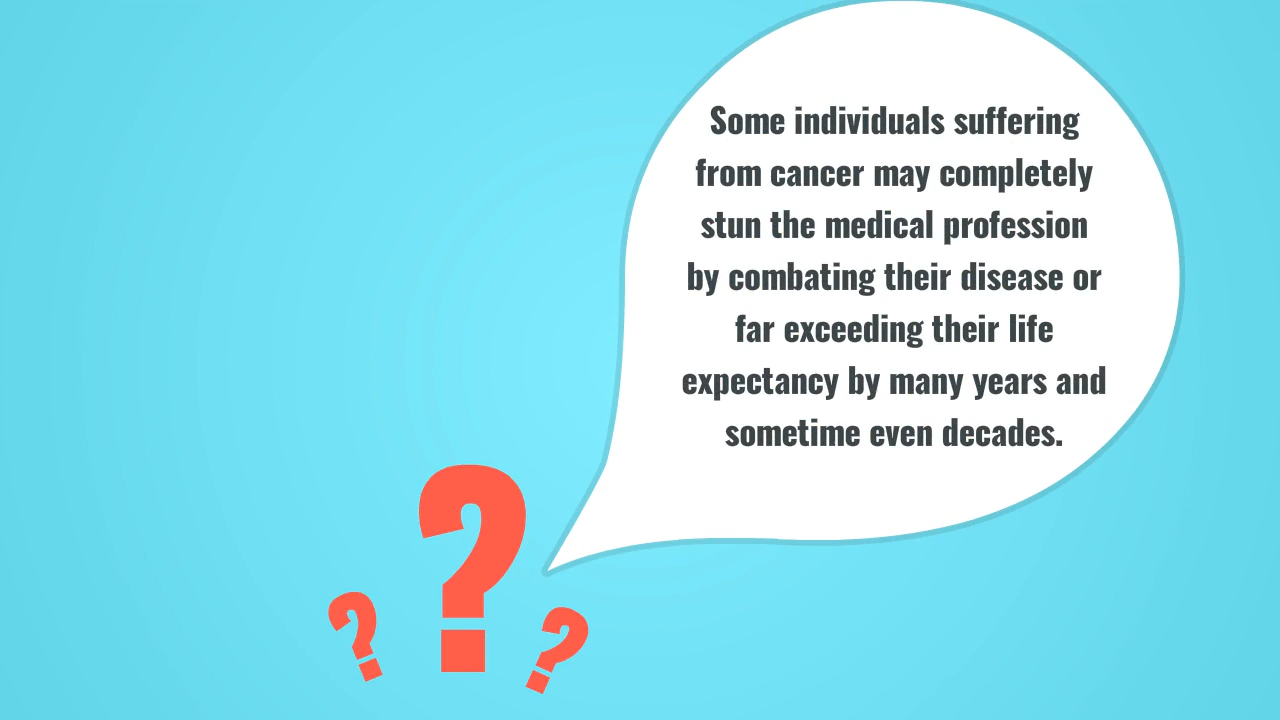 Some individuals suffering
from cancer may completely
stun the medical profession
by combating their disease or
far exceeding their life
expectancy by many years and
sometime even decades.
? ? ?